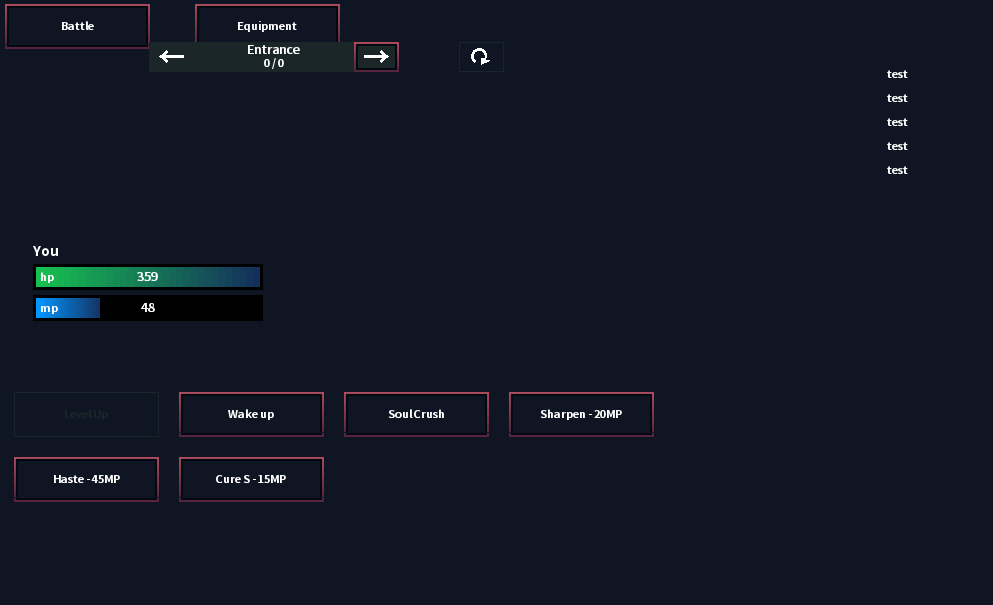 Battle
Equipment
Entrance
0/0
test
test
test
test
test
You
hp 359
mp 48
Level Up
Wake up
SoulCrush
Sharpen -20MP
Haste -45MP
Cure S -15MP